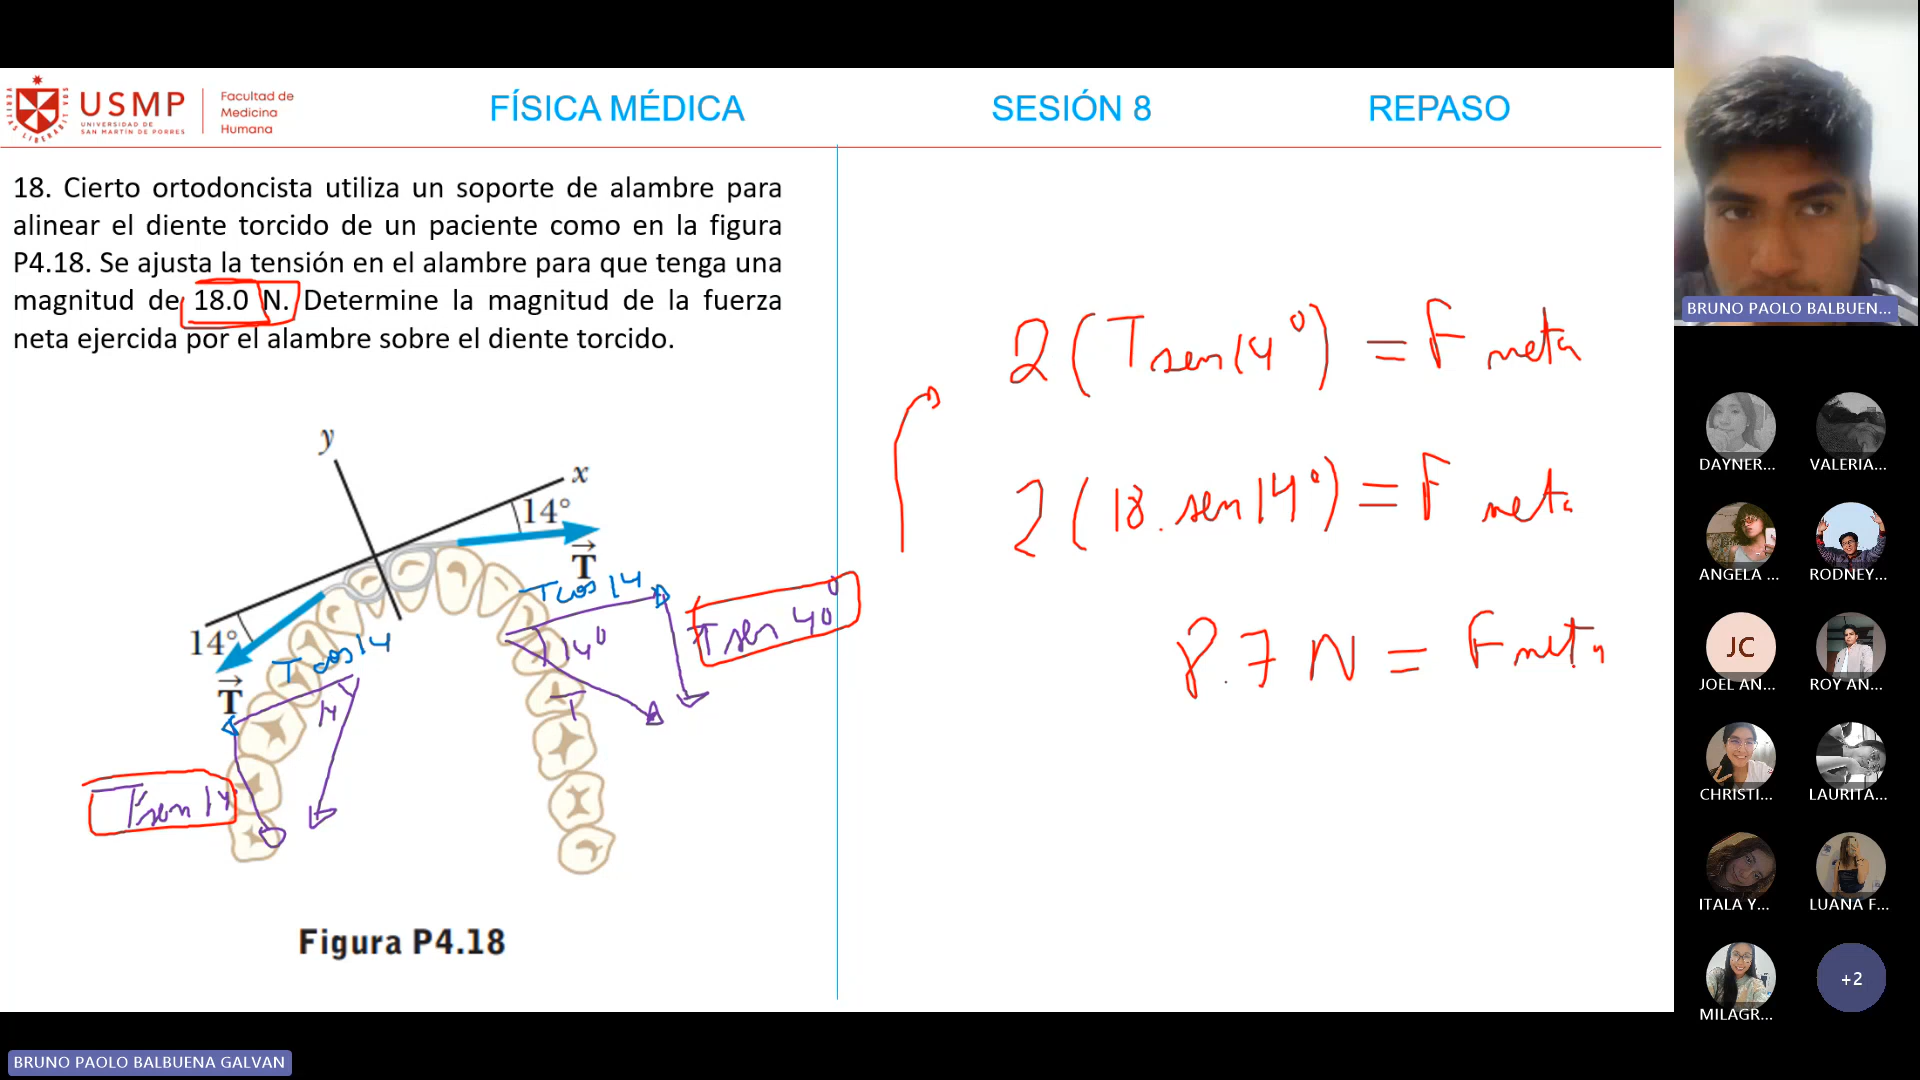 USMP
UNIVERSIDAD DE
SAN MARTÍN DE PORRES
Facultad de
Medicina
Humana
FÍSICA MÉDICA
SESIÓN 8
REPASO
18. Cierto ortodoncista utiliza un soporte de alambre para
alinear el diente torcido de un paciente como en la figura
P4.18. Se ajusta la tensión en el alambre para que tenga una
magnitud de 18.0 N. Determine la magnitud de la fuerza
neta ejercida por el alambre sobre el diente torcido.
y
x
14°
T
14°
T
T cos 14
T sen 40°
14°
T
T cos 14
14
T sen 14
Figura P4.18
2 (T sen 14°) = F neta
2 (18 . sen 14°) = F neta
8.7 N = F neta
BRUNO PAOLO BALBUEN...
DAYNER...
VALERIA...
ANGELA ...
RODNEY...
JC
JOEL AN...
ROY AN...
CHRISTI...
LAURITA...
ITALA Y...
LUANA F...
MILAGR...
+2
BRUNO PAOLO BALBUENA GALVAN